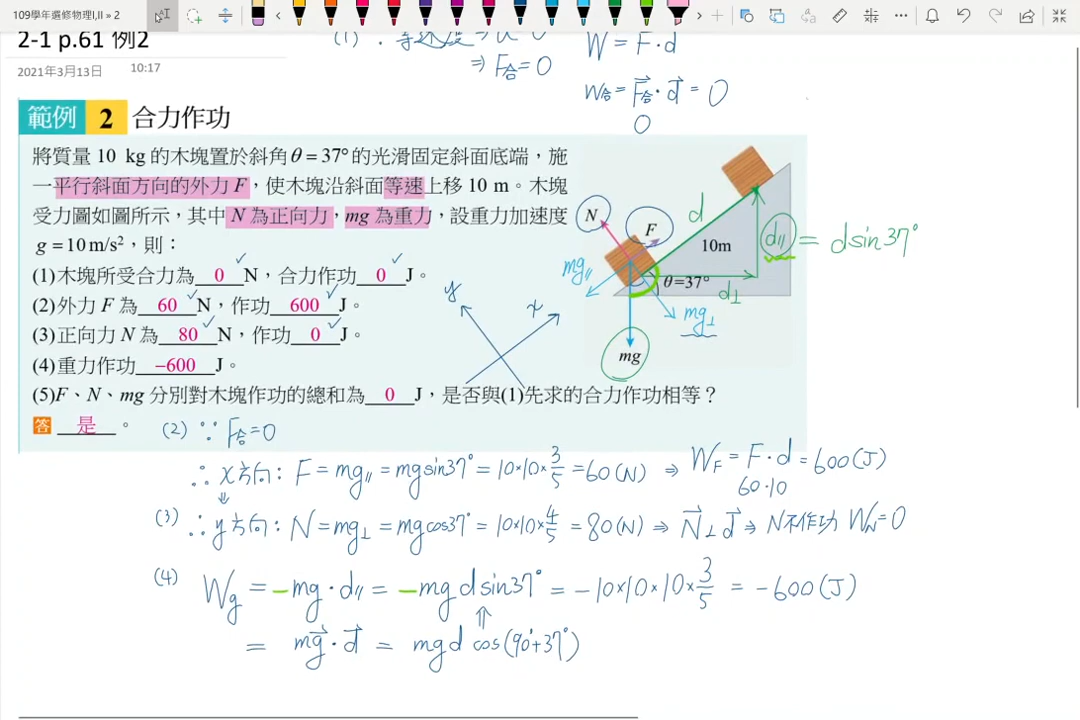 109學年選修物理I,II » 2
2-1 p.61 例2
2021年3月13日 10:17
(1) ∵ 等速度
⇒ F合 = 0
W = F · d
W合 = F合 · d = 0
0
範例 2 合力作功
將質量 10 kg 的木塊置於斜角 θ = 37° 的光滑固定斜面底端，施
一平行斜面方向的外力 F，使木塊沿斜面等速上移 10 m。木塊
受力圖如圖所示，其中 N 為正向力，mg 為重力，設重力加速度
g = 10 m/s²，則：
(1)木塊所受合力為 0 N，合力作功 0 J。
(2)外力 F 為 60 N，作功 600 J。
(3)正向力 N 為 80 N，作功 0 J。
(4)重力作功 −600 J。
(5)F、N、mg 分別對木塊作功的總和為 0 J，是否與(1)先求的合力作功相等？
答 是 。
N
F
d
10m
d∥ = d sin37°
mg∥
θ=37°
d⊥
mg⊥
mg
y
x
(2) ∵ F合 = 0
∴ x方向: F = mg∥ = mg sin37° = 10×10×3/5 = 60(N) ⇒ W_F = F · d = 600(J)
60·10
(3) ∴ y方向: N = mg⊥ = mg cos37° = 10×10×4/5 = 80(N) ⇒ N⃗ ⊥ d⃗ ⇒ N不作功 W_N = 0
(4) Wg = −mg · d∥ = −mg d sin37° = −10×10×10×3/5 = −600(J)
= mg⃗ · d⃗ = mgd cos(90°+37°)